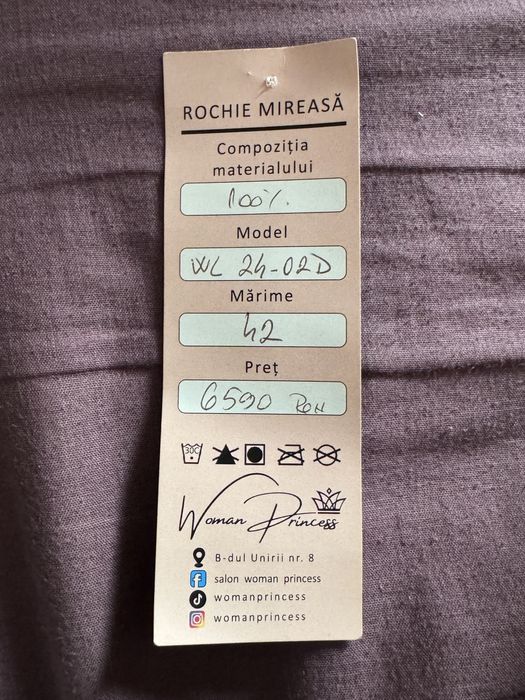 ROCHIE MIREASĂ
Compoziția
materialului
100%.
Model
WL 24-02D
Mărime
42
Preț
6590 RON
30C
Woman Princess
B-dul Unirii nr. 8
salon woman princess
womanprincess
womanprincess